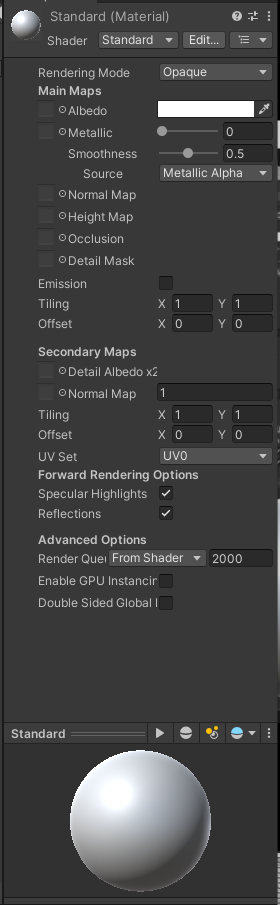 Standard (Material)
Shader Standard Edit...
Rendering Mode Opaque
Main Maps
Albedo
Metallic 0
Smoothness 0.5
Source Metallic Alpha
Normal Map
Height Map
Occlusion
Detail Mask
Emission
Tiling X 1 Y 1
Offset X 0 Y 0
Secondary Maps
Detail Albedo x2
Normal Map 1
Tiling X 1 Y 1
Offset X 0 Y 0
UV Set UV0
Forward Rendering Options
Specular Highlights
Reflections
Advanced Options
Render Queu From Shader 2000
Enable GPU Instancin
Double Sided Global I
Standard